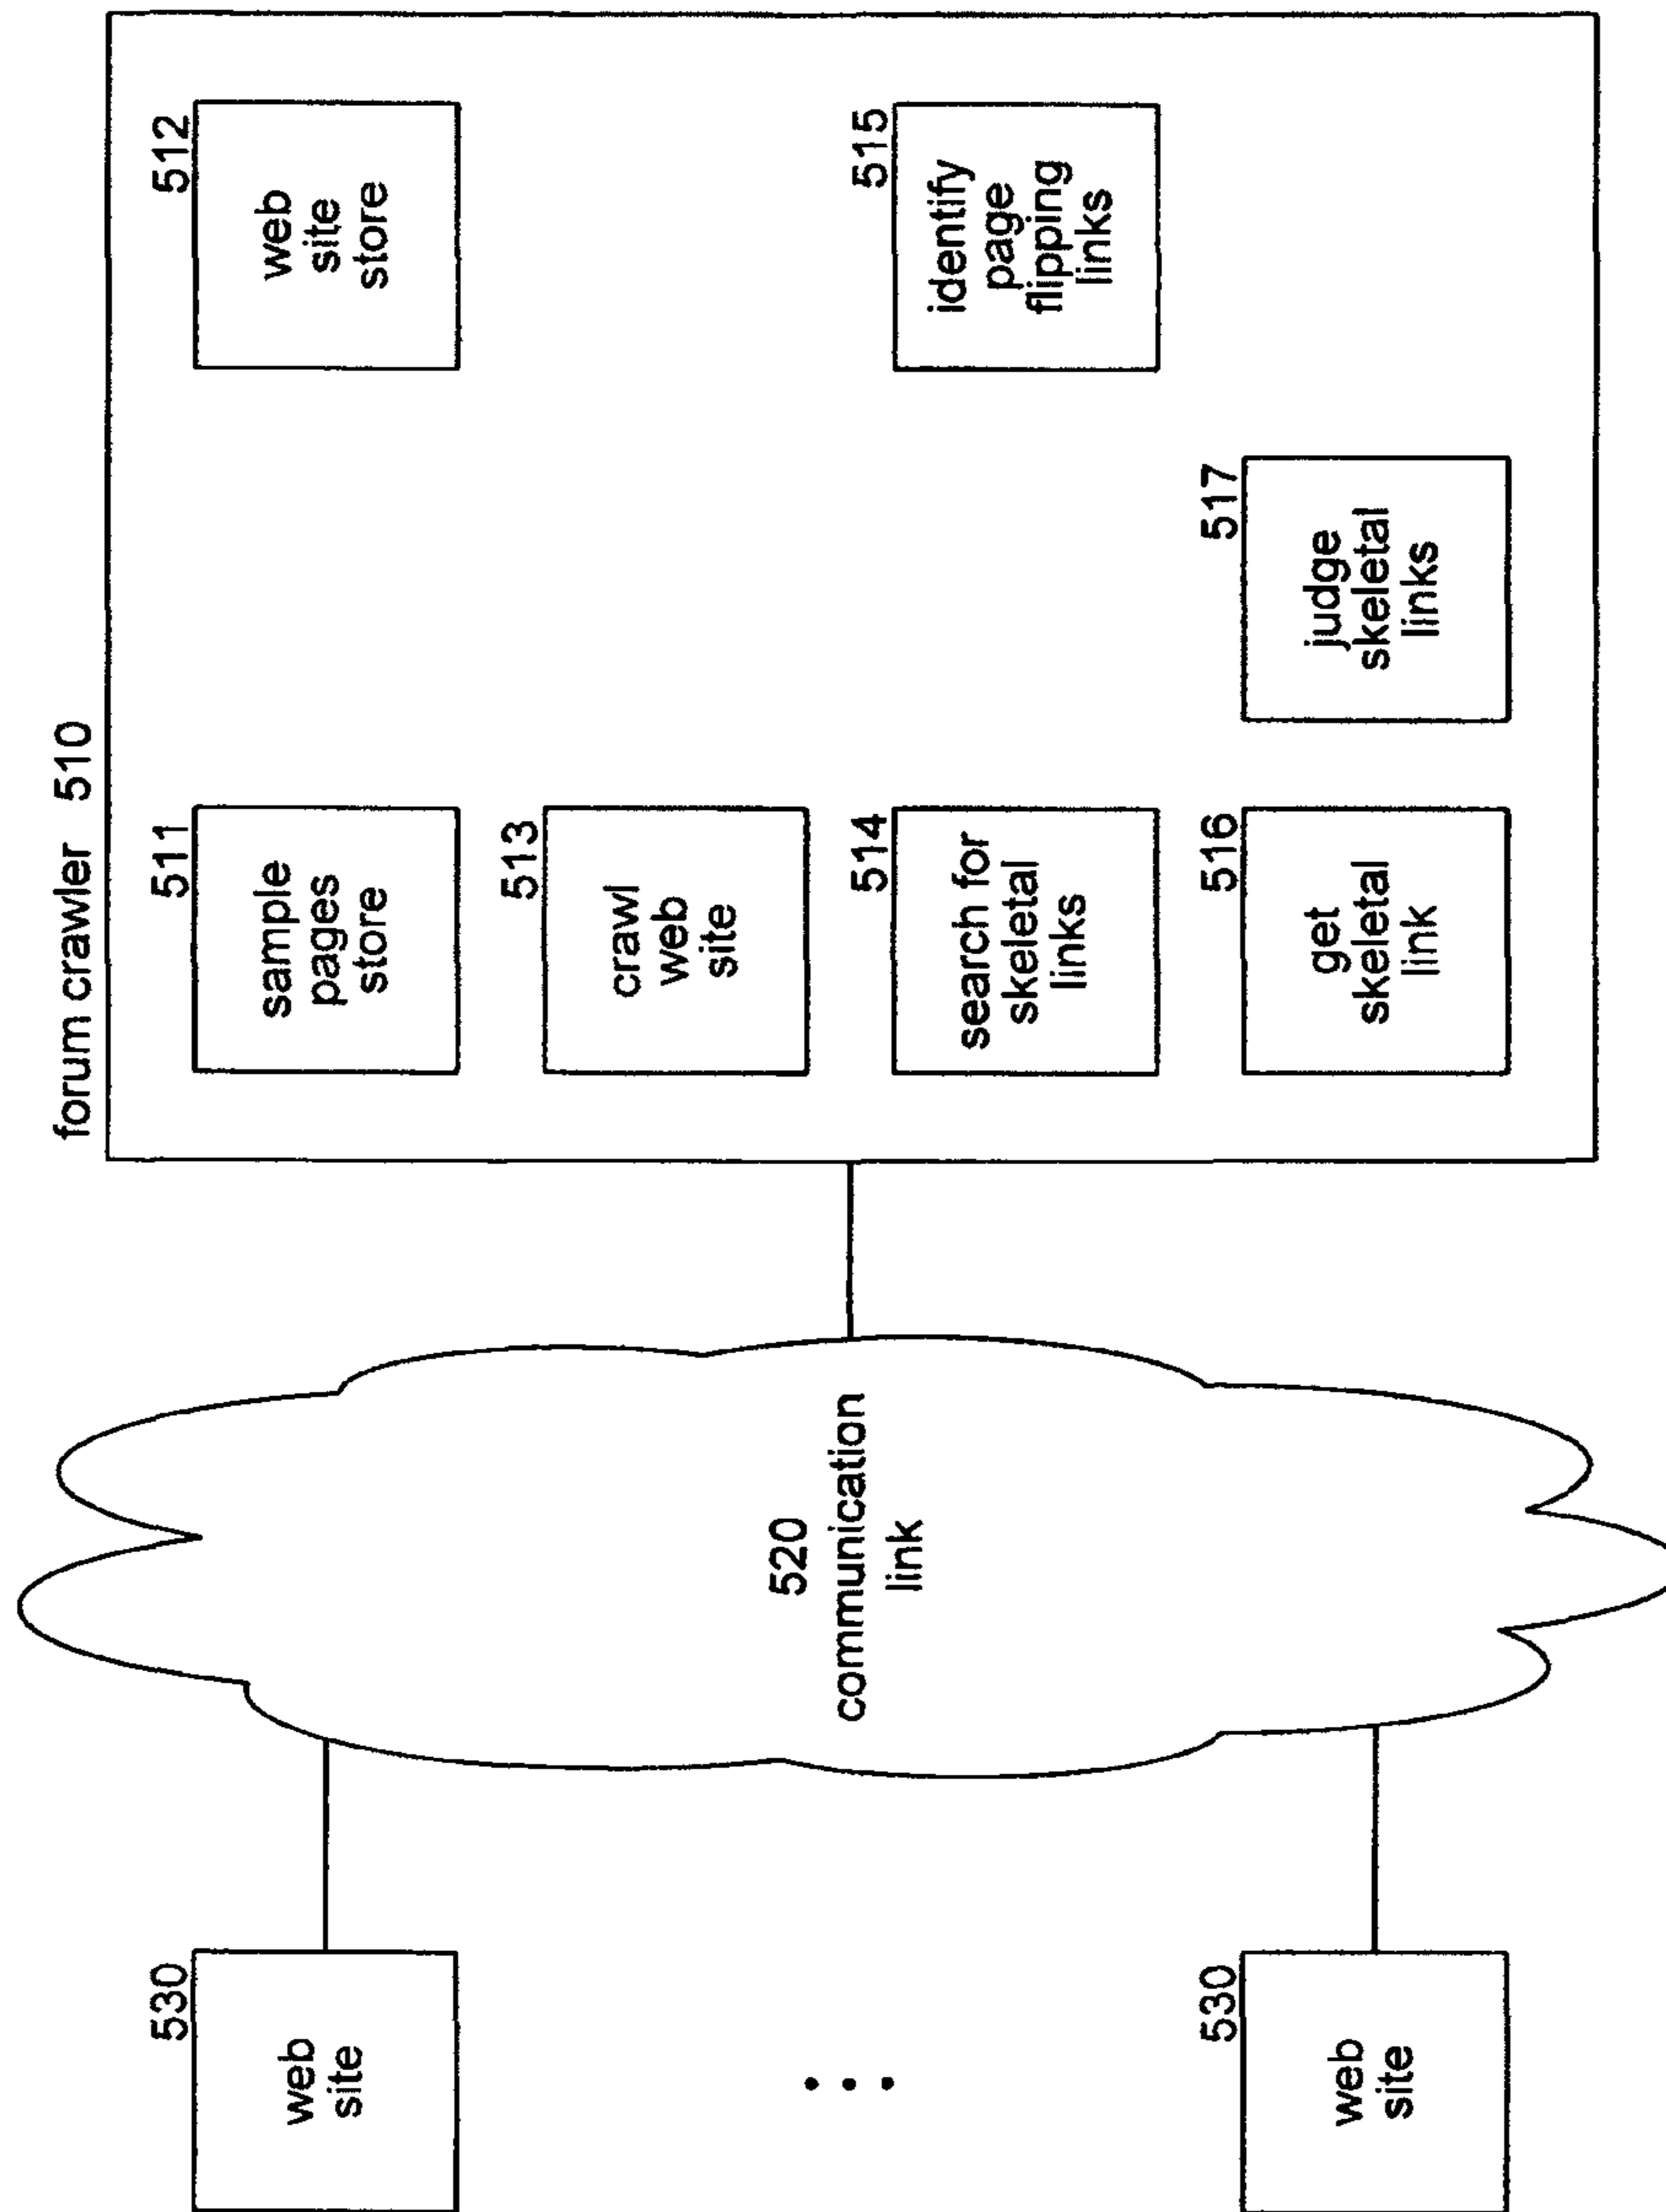 forum crawler 510
530
web
site
511
sample
pages
store
512
web
site
store
513
crawl
web
site
520
communication
link
514
search for
skeletal
links
515
identify
page
flipping
links
530
web
site
516
get
skeletal
link
517
judge
skeletal
links